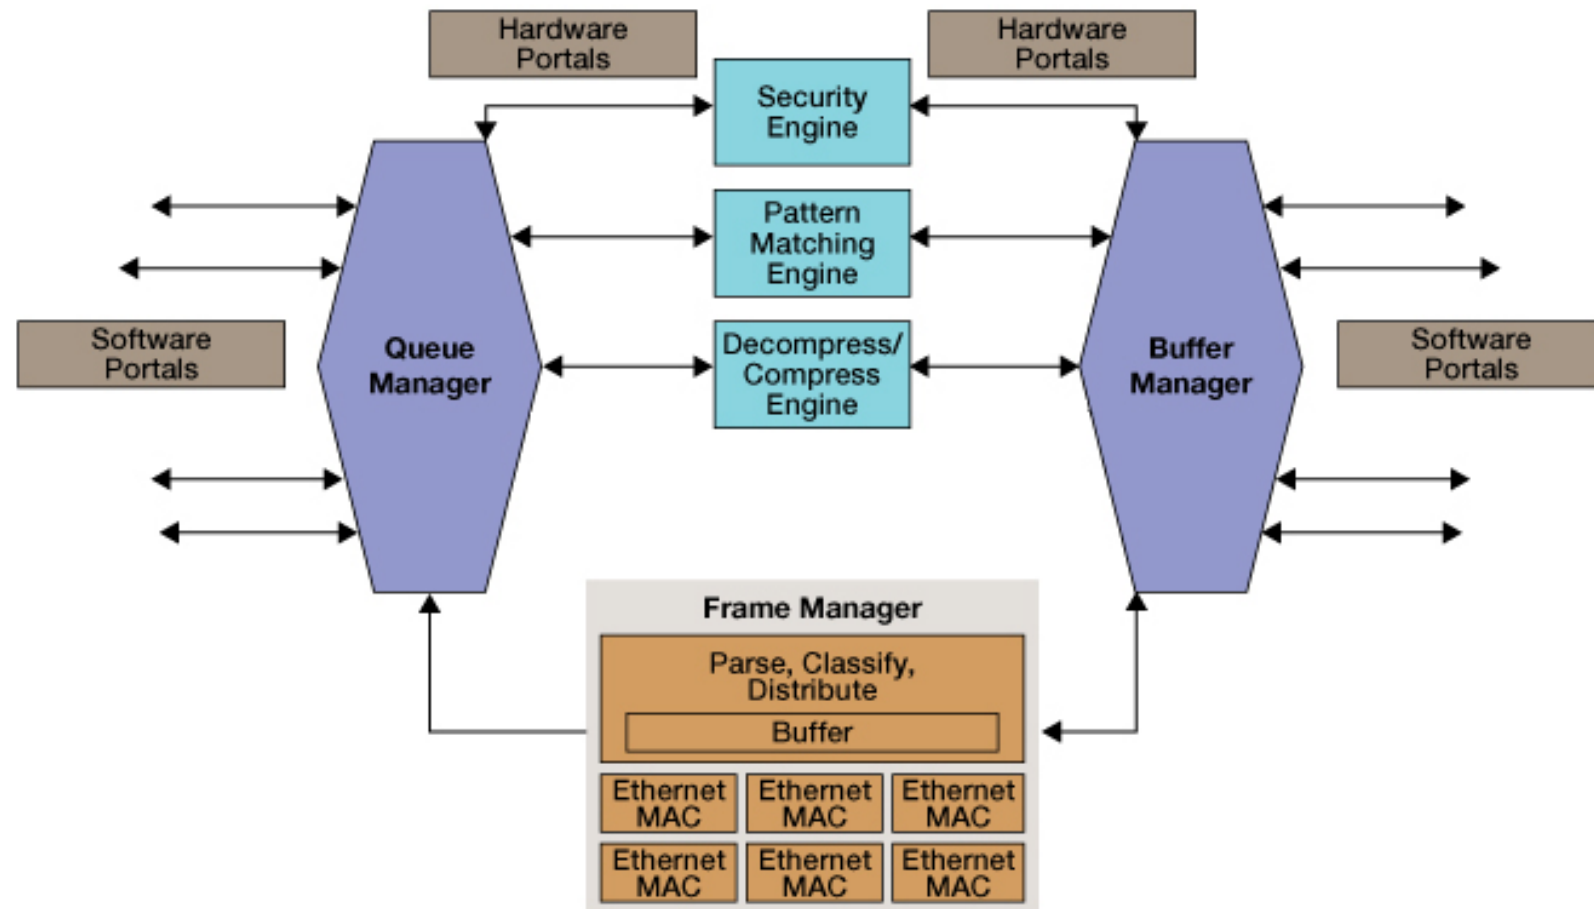 Hardware
Portals
Hardware
Portals
Security
Engine
Pattern
Matching
Engine
Software
Portals
Queue
Manager
Decompress/
Compress
Engine
Buffer
Manager
Software
Portals
Frame Manager
Parse, Classify,
Distribute
Buffer
Ethernet
MAC
Ethernet
MAC
Ethernet
MAC
Ethernet
MAC
Ethernet
MAC
Ethernet
MAC